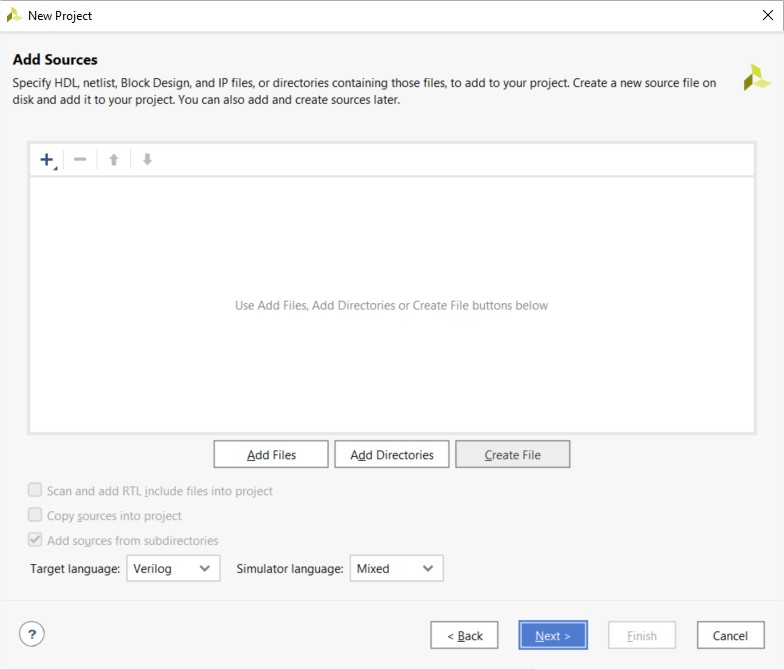 New Project
Add Sources
Specify HDL, netlist, Block Design, and IP files, or directories containing those files, to add to your project. Create a new source file on
disk and add it to your project. You can also add and create sources later.
Use Add Files, Add Directories or Create File buttons below
Add Files Add Directories Create File
Scan and add RTL include files into project
Copy sources into project
Add sources from subdirectories
Target language: Verilog Simulator language: Mixed
? < Back Next > Finish Cancel